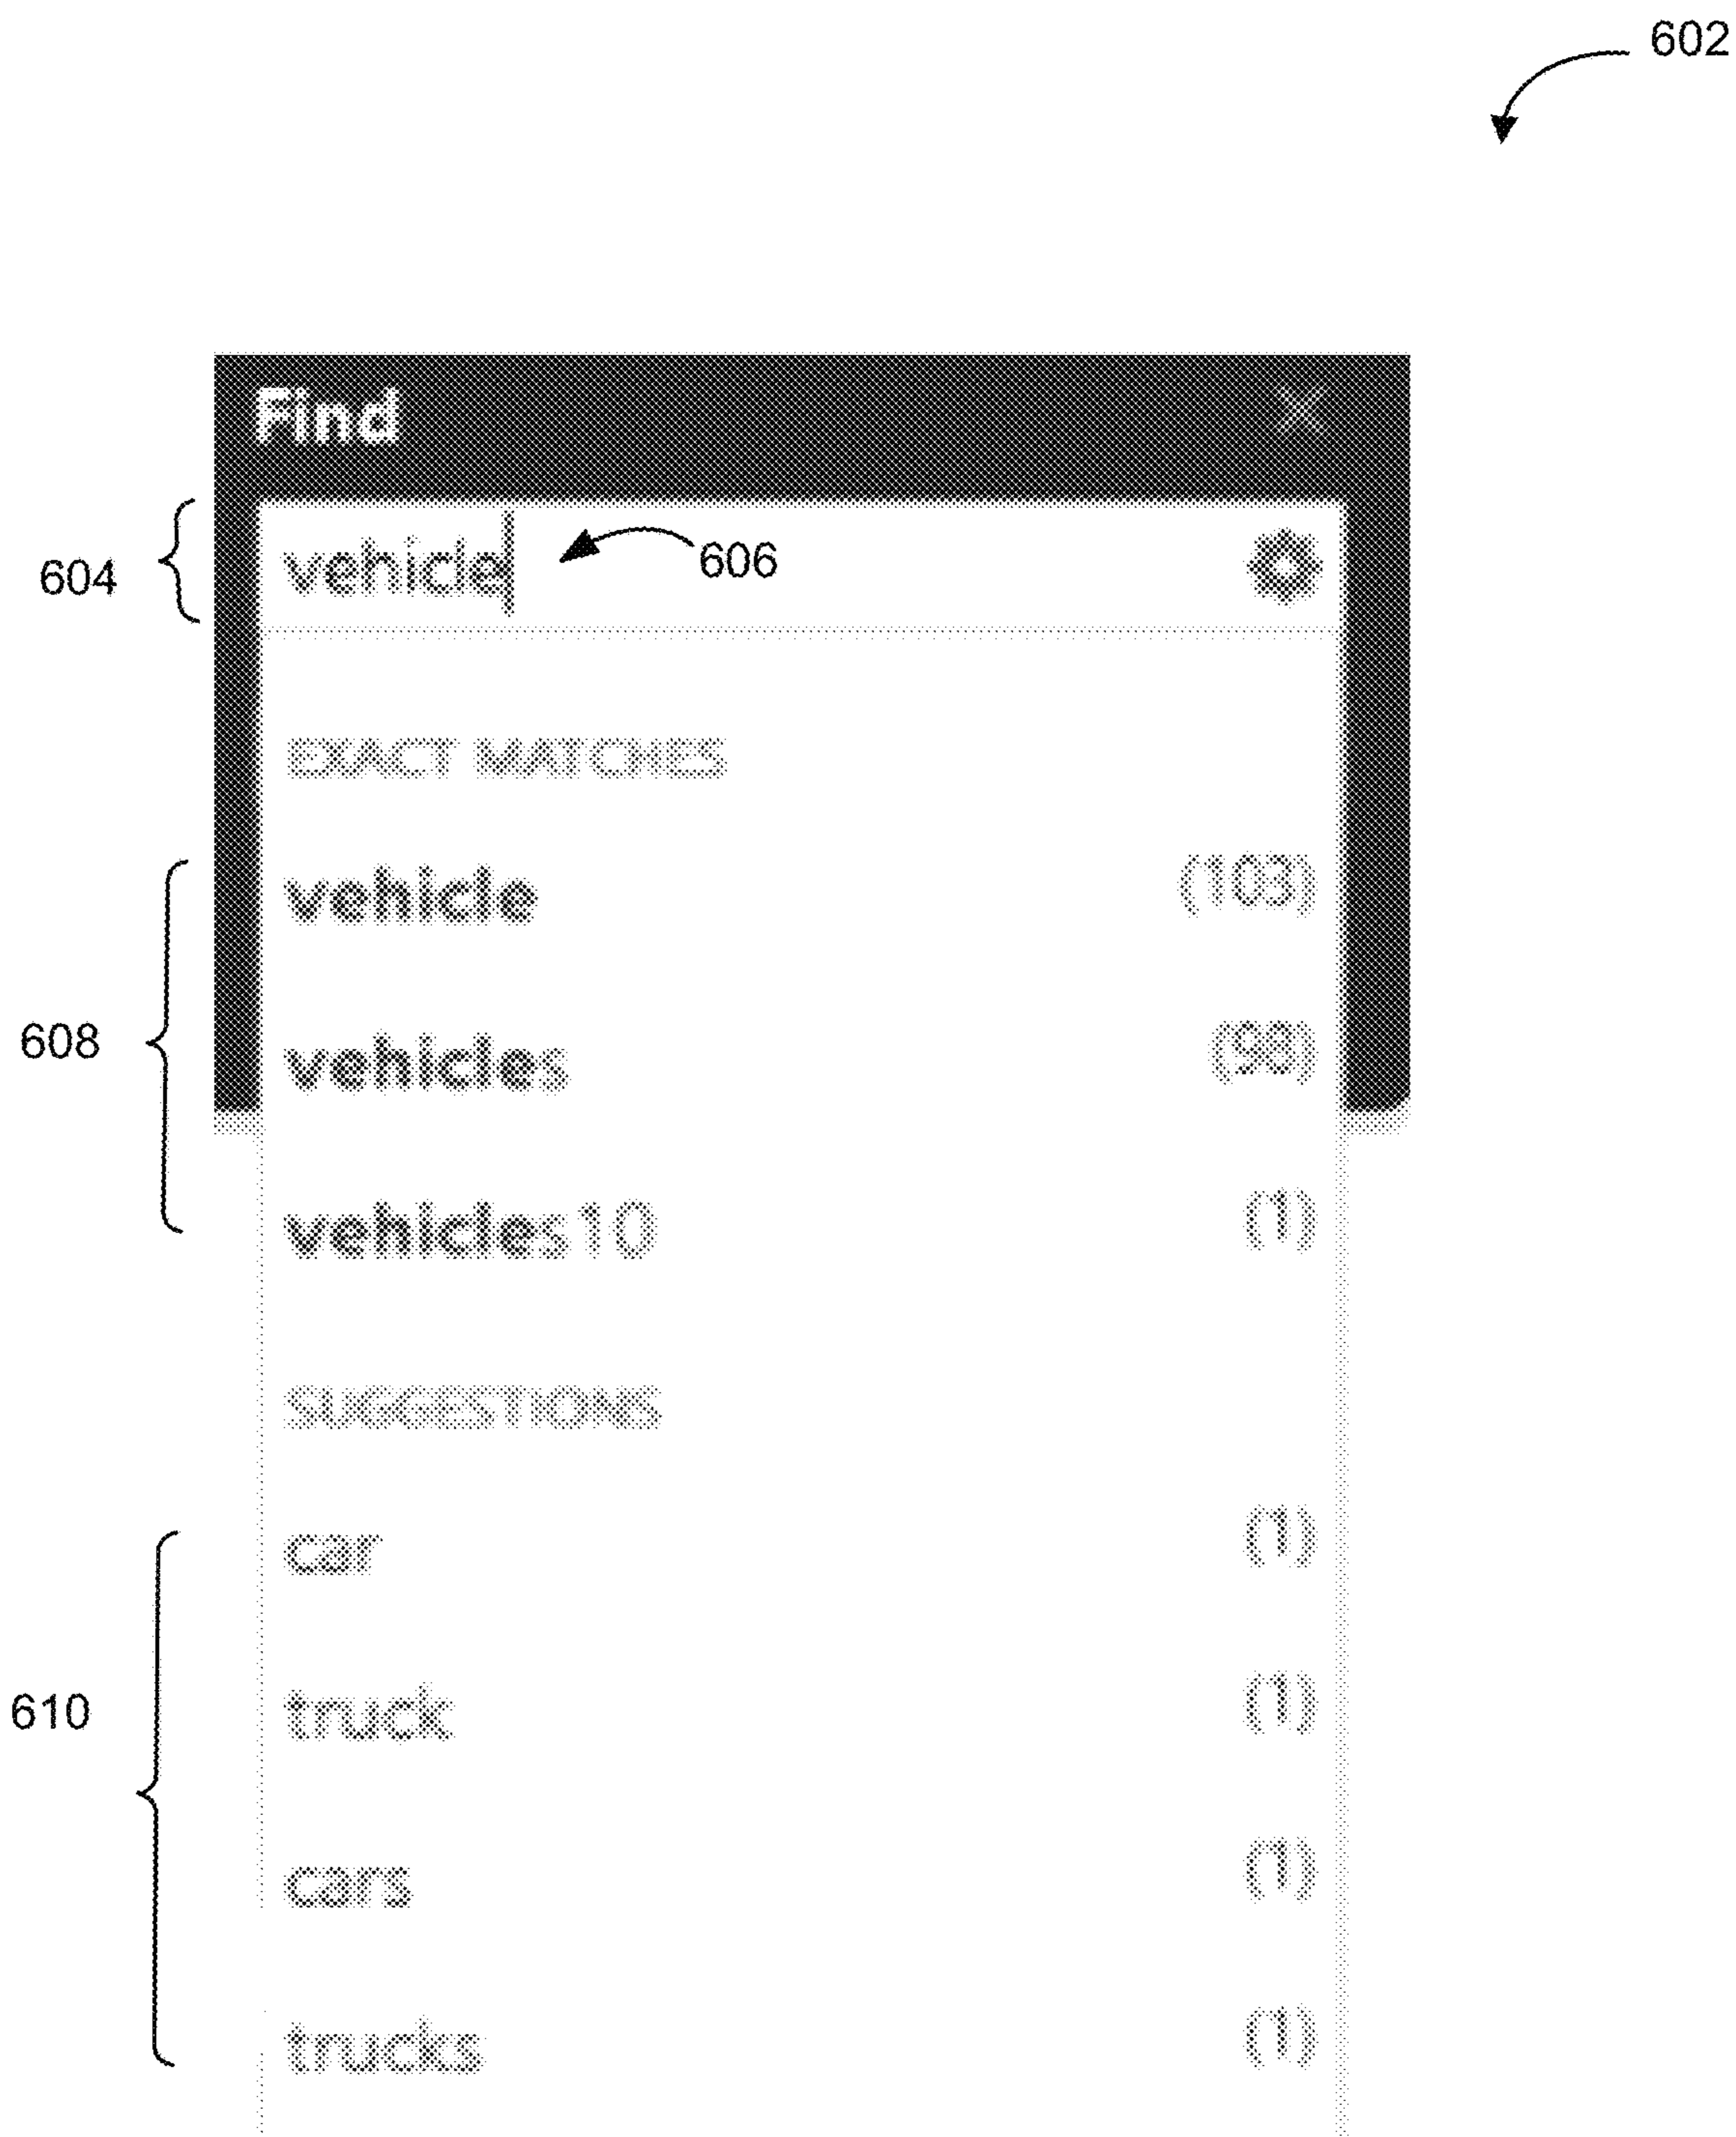 602
Find
604
vehicle
606
EXACT MATCHES
vehicle (103)
608
vehicles (98)
vehicles10 (1)
SUGGESTIONS
car (1)
610
truck (1)
cars (1)
trucks (1)